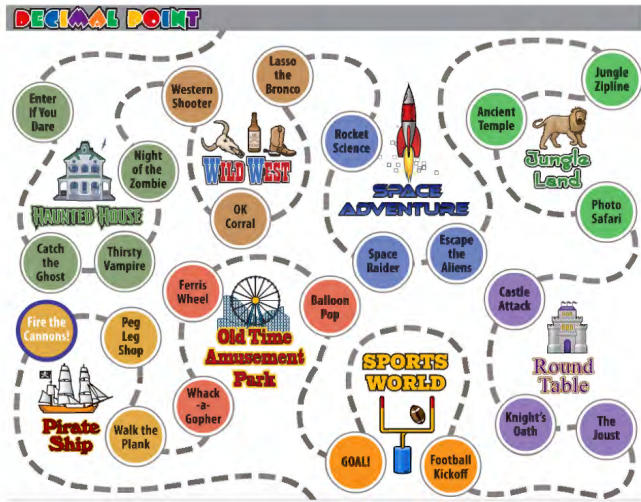 DECIMAL POINT
Enter
If You
Dare
Night
of the
Zombie
HAUNTED HOUSE
Catch
the
Ghost
Thirsty
Vampire
Western
Shooter
Lasso
the
Bronco
WILD WEST
OK
Corral
Rocket
Science
SPACE
ADVENTURE
Space
Raider
Escape
the
Aliens
Jungle
Zipline
Ancient
Temple
Jungle
Land
Photo
Safari
Fire the
Cannons!
Peg
Leg
Shop
Pirate
Ship
Walk the
Plank
Ferris
Wheel
Balloon
Pop
Old Time
Amusement
Park
Whack
-a-
Gopher
SPORTS
WORLD
GOAL!
Football
Kickoff
Castle
Attack
Round
Table
Knight's
Oath
The
Joust